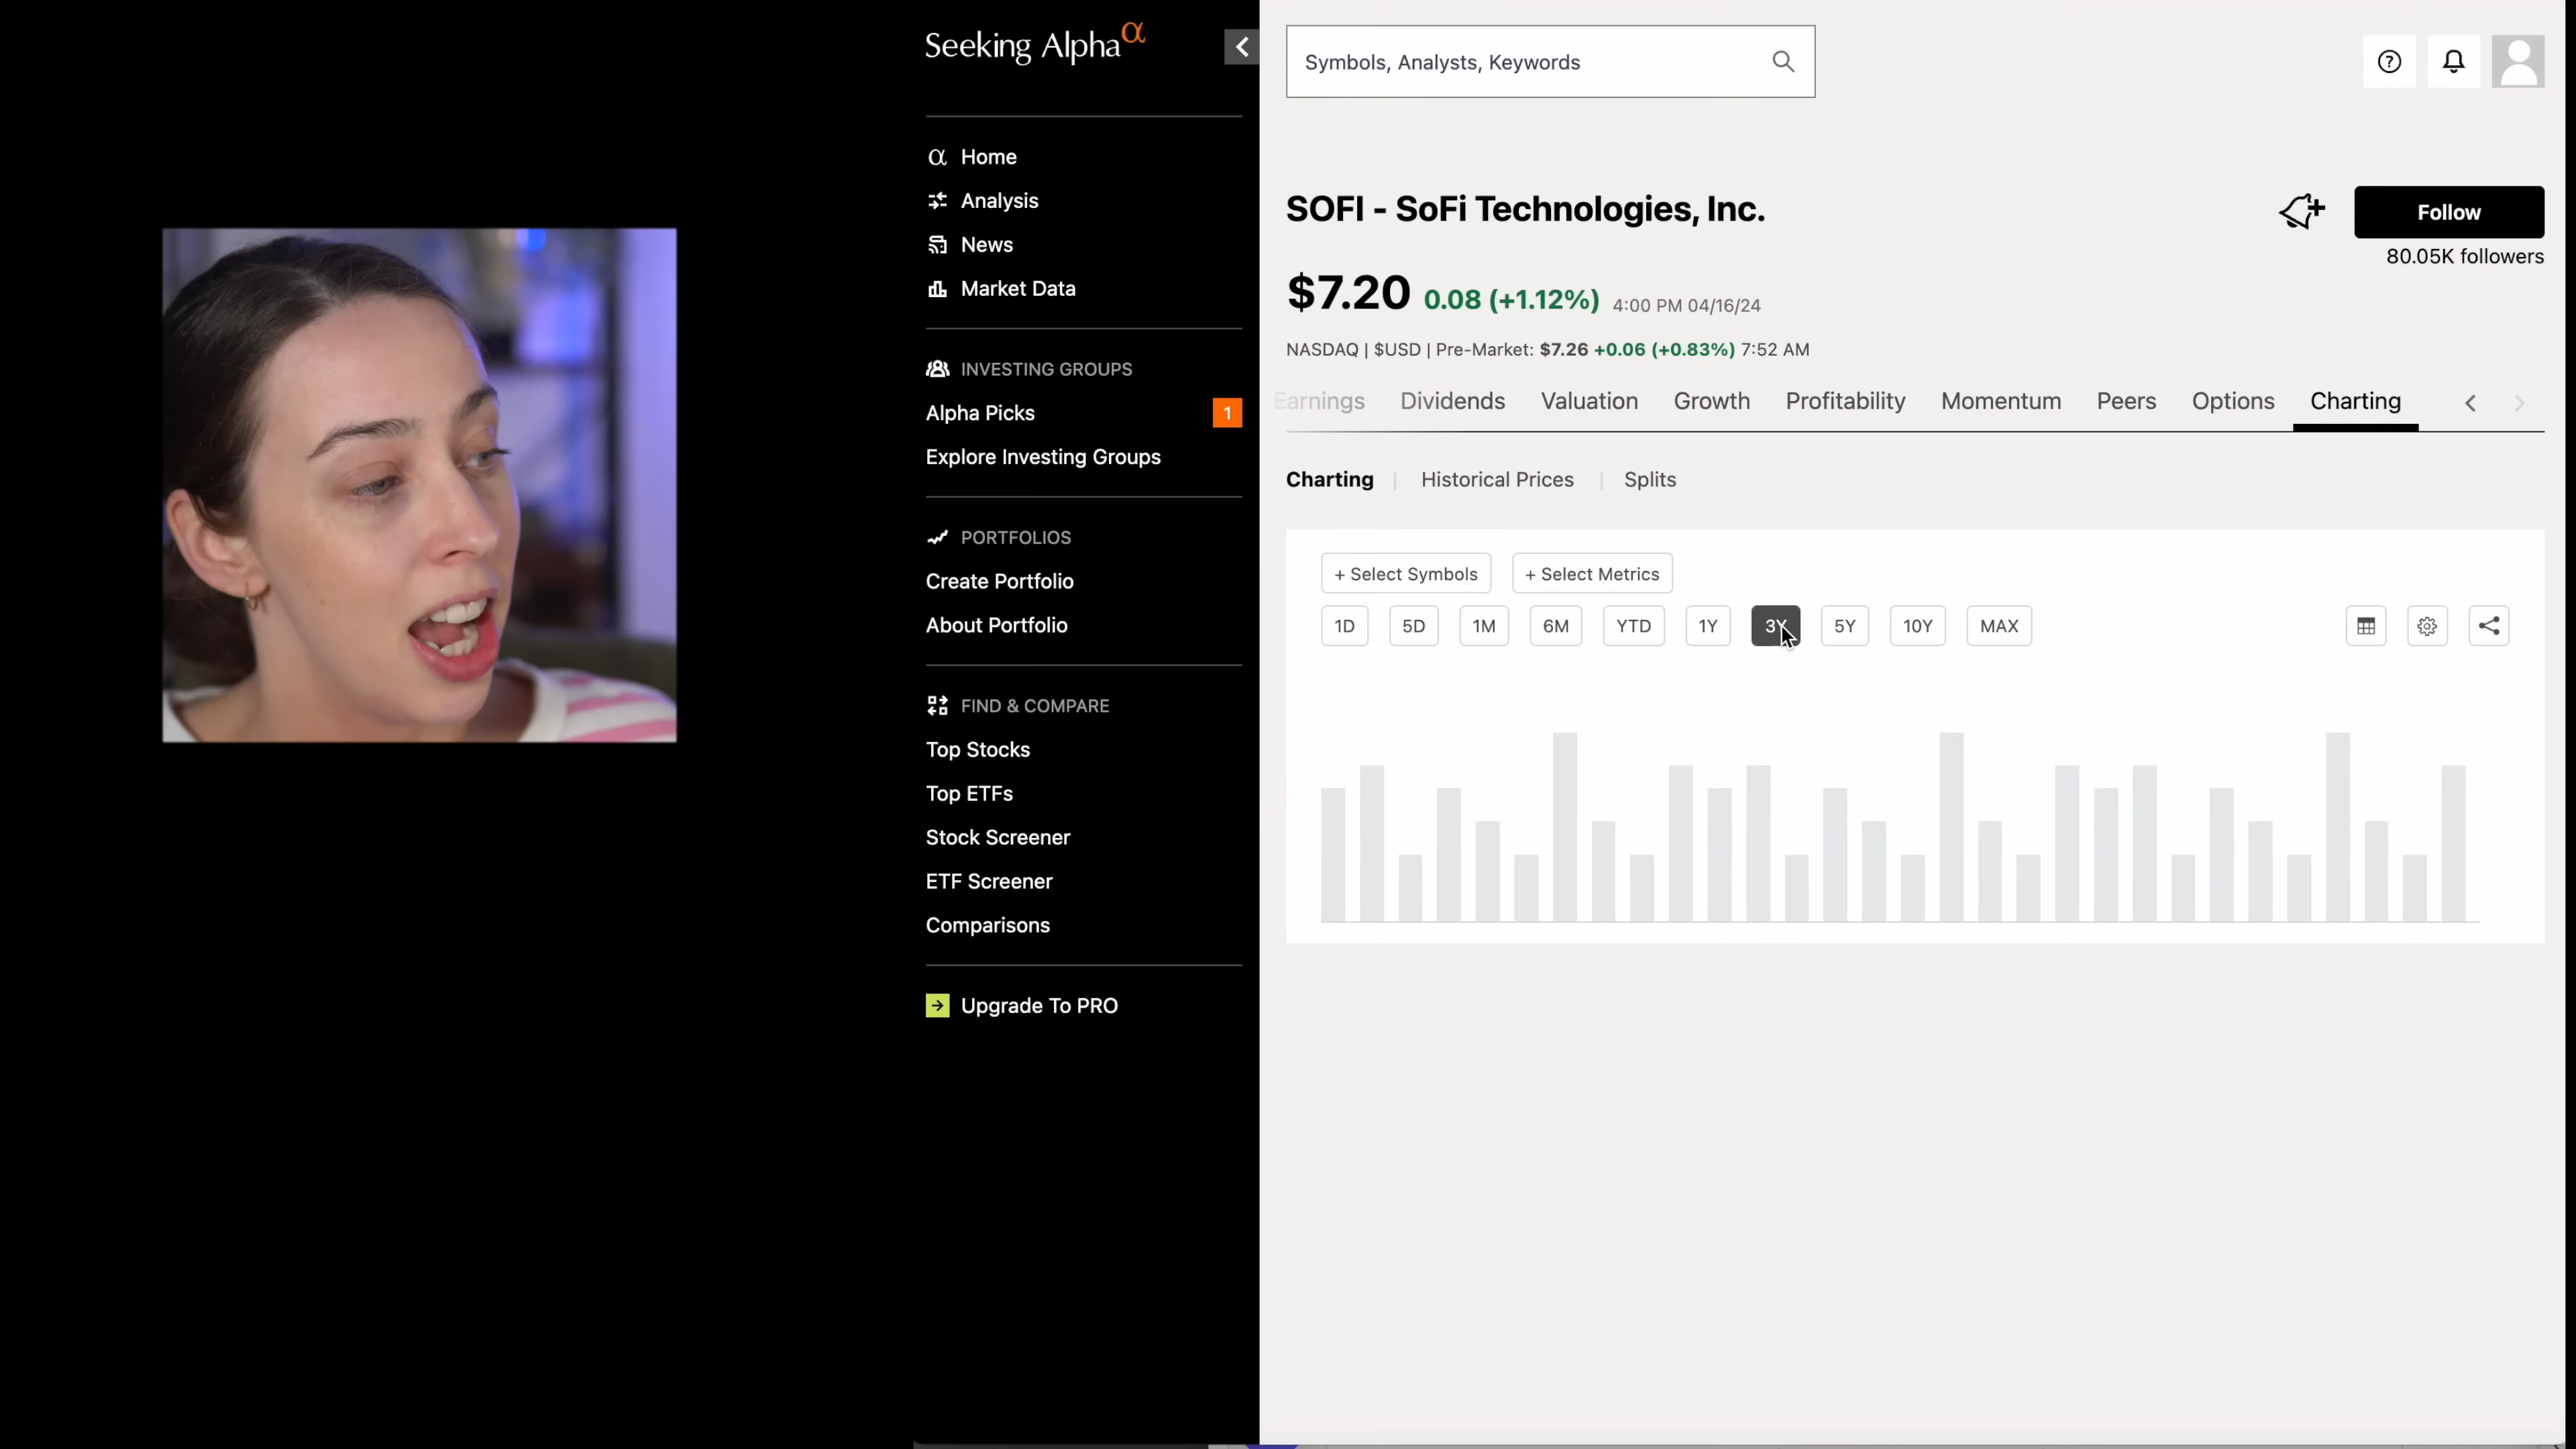 Seeking Alpha α
Home
Analysis
News
Market Data
INVESTING GROUPS
Alpha Picks 1
Explore Investing Groups
PORTFOLIOS
Create Portfolio
About Portfolio
FIND & COMPARE
Top Stocks
Top ETFs
Stock Screener
ETF Screener
Comparisons
Upgrade To PRO
Symbols, Analysts, Keywords
SOFI - SoFi Technologies, Inc.
Follow
80.05K followers
$7.20 0.08 (+1.12%) 4:00 PM 04/16/24
NASDAQ | $USD | Pre-Market: $7.26 +0.06 (+0.83%) 7:52 AM
Earnings Dividends Valuation Growth Profitability Momentum Peers Options Charting
Charting | Historical Prices | Splits
+ Select Symbols + Select Metrics
1D 5D 1M 6M YTD 1Y 3Y 5Y 10Y MAX